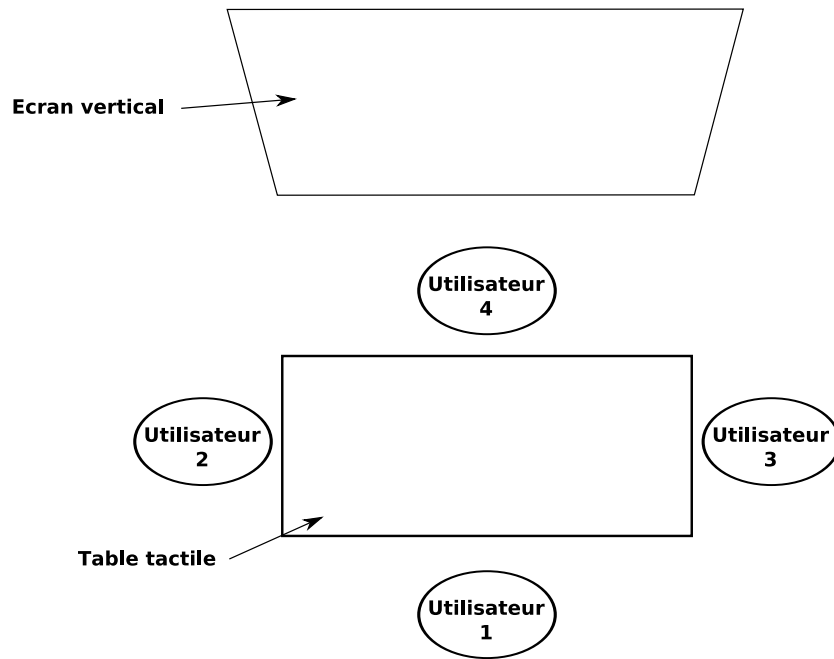 Ecran vertical
Utilisateur
4
Utilisateur
2
Utilisateur
3
Table tactile
Utilisateur
1